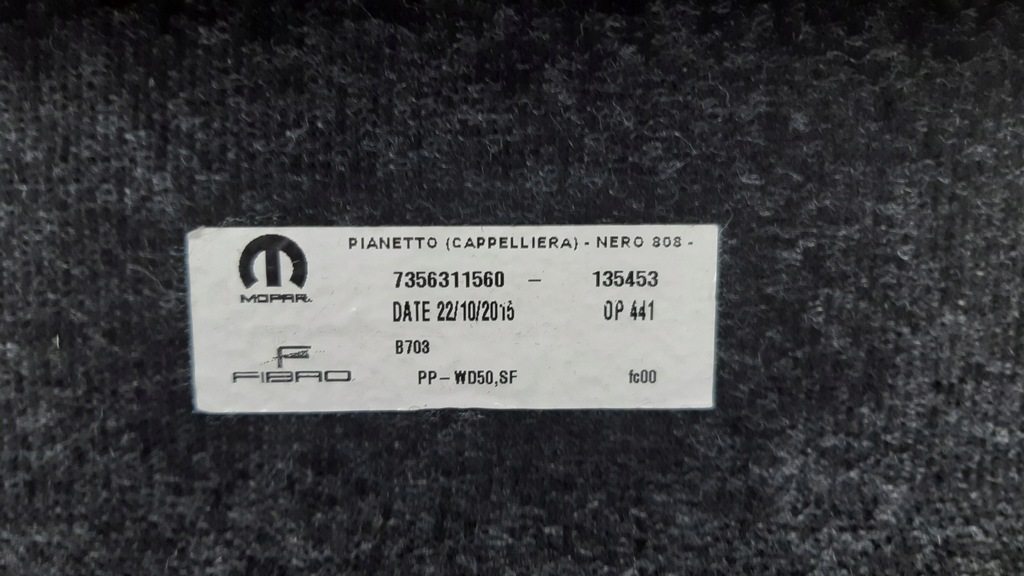 PIANETTO (CAPPELLIERA) - NERO 808 -
MOPAR.
7356311560 - 135453
DATE 22/10/2015 OP 441
B703
F
FIBRO
PP-WD50,SF fc00